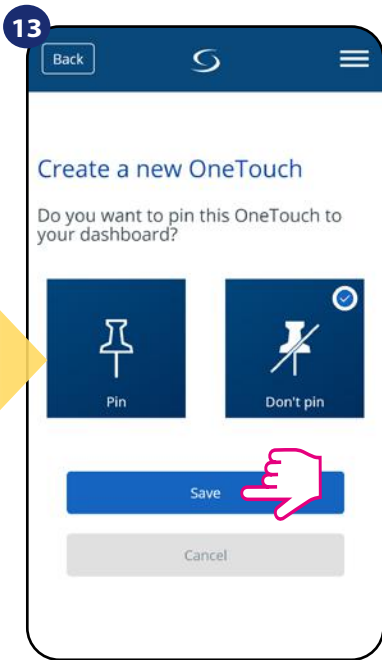 13
Back
Create a new OneTouch
Do you want to pin this OneTouch to
your dashboard?
Pin
Don't pin
Save
Cancel